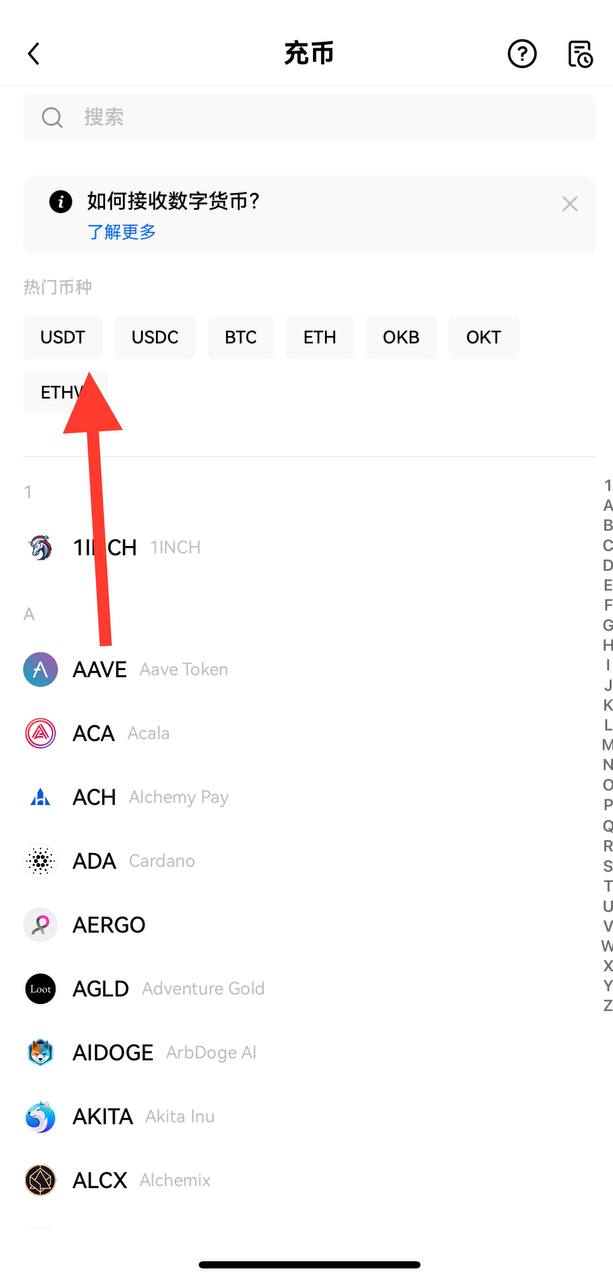 充币
搜索
如何接收数字货币?
了解更多
热门币种
USDT USDC BTC ETH OKB OKT
ETHW
1
1INCH 1INCH
A
AAVE Aave Token
ACA Acala
ACH Alchemy Pay
ADA Cardano
AERGO
AGLD Adventure Gold
AIDOGE ArbDoge AI
AKITA Akita Inu
ALCX Alchemix
Loot
1
A
B
C
D
E
F
G
H
I
J
K
L
M
N
O
P
Q
R
S
T
U
V
W
X
Y
Z